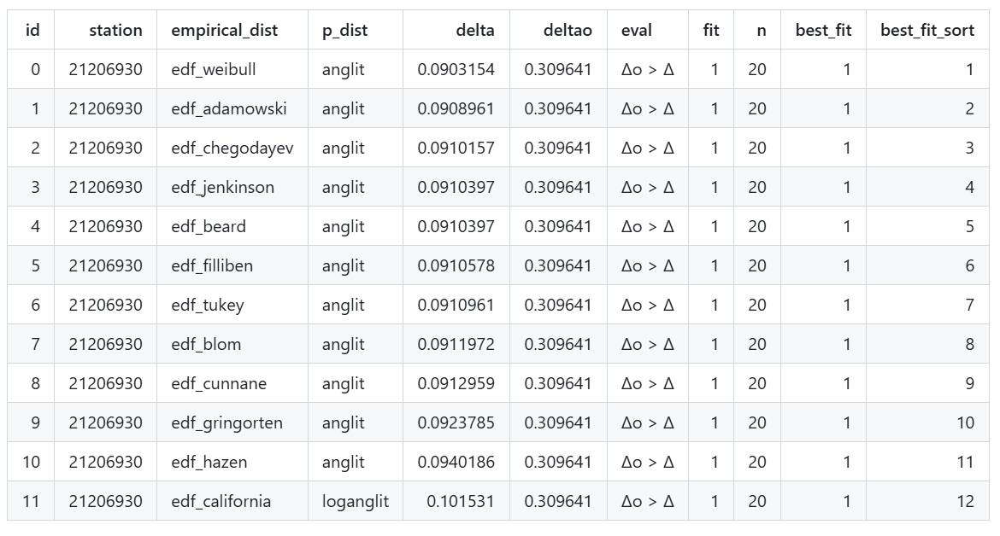 id station empirical_dist p_dist delta deltao eval fit n best_fit best_fit_sort
0 21206930 edf_weibull anglit 0.0903154 0.309641 Δo > Δ 1 20 1 1
1 21206930 edf_adamowski anglit 0.0908961 0.309641 Δo > Δ 1 20 1 2
2 21206930 edf_chegodayev anglit 0.0910157 0.309641 Δo > Δ 1 20 1 3
3 21206930 edf_jenkinson anglit 0.0910397 0.309641 Δo > Δ 1 20 1 4
4 21206930 edf_beard anglit 0.0910397 0.309641 Δo > Δ 1 20 1 5
5 21206930 edf_filliben anglit 0.0910578 0.309641 Δo > Δ 1 20 1 6
6 21206930 edf_tukey anglit 0.0910961 0.309641 Δo > Δ 1 20 1 7
7 21206930 edf_blom anglit 0.0911972 0.309641 Δo > Δ 1 20 1 8
8 21206930 edf_cunnane anglit 0.0912959 0.309641 Δo > Δ 1 20 1 9
9 21206930 edf_gringorten anglit 0.0923785 0.309641 Δo > Δ 1 20 1 10
10 21206930 edf_hazen anglit 0.0940186 0.309641 Δo > Δ 1 20 1 11
11 21206930 edf_california loganglit 0.101531 0.309641 Δo > Δ 1 20 1 12